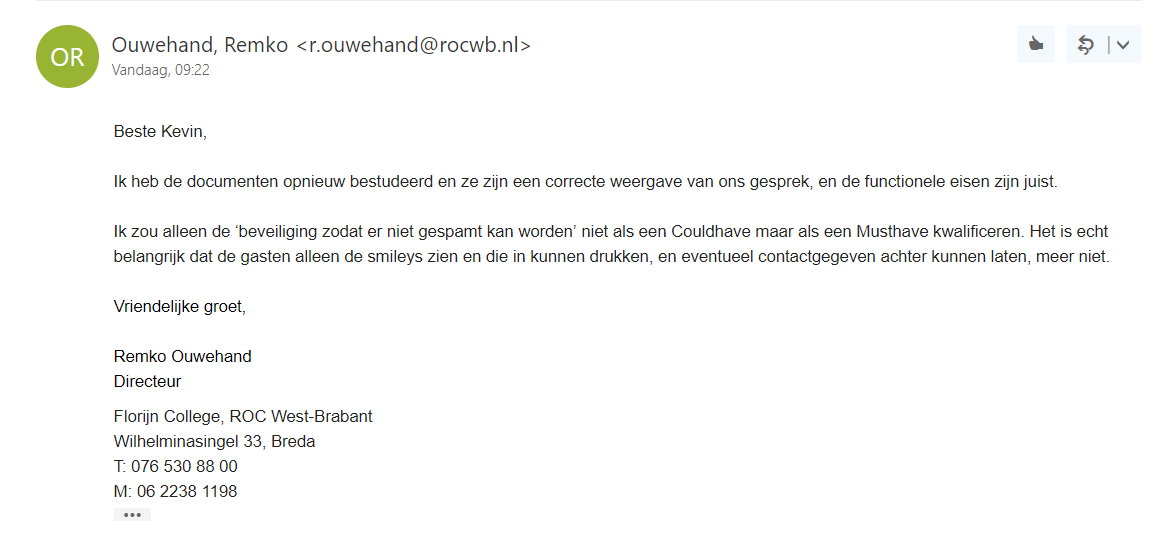 OR
Ouwehand, Remko <r.ouwehand@rocwb.nl>
Vandaag, 09:22
Beste Kevin,
Ik heb de documenten opnieuw bestudeerd en ze zijn een correcte weergave van ons gesprek, en de functionele eisen zijn juist.
Ik zou alleen de ‘beveiliging zodat er niet gespamt kan worden’ niet als een Couldhave maar als een Musthave kwalificeren. Het is echt
belangrijk dat de gasten alleen de smileys zien en die in kunnen drukken, en eventueel contactgegeven achter kunnen laten, meer niet.
Vriendelijke groet,
Remko Ouwehand
Directeur
Florijn College, ROC West-Brabant
Wilhelminasingel 33, Breda
T: 076 530 88 00
M: 06 2238 1198